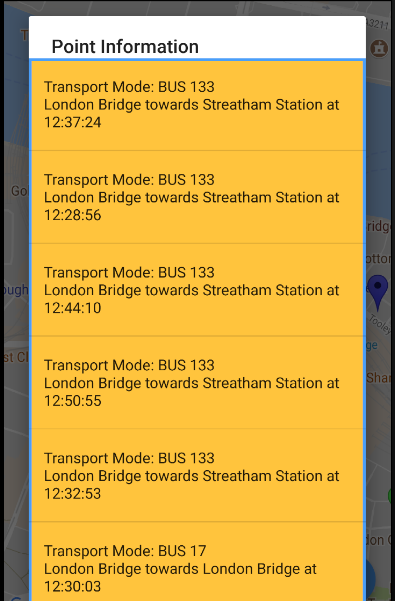 Point Information
Transport Mode: BUS 133
London Bridge towards Streatham Station at
12:37:24
Transport Mode: BUS 133
London Bridge towards Streatham Station at
12:28:56
Transport Mode: BUS 133
London Bridge towards Streatham Station at
12:44:10
Transport Mode: BUS 133
London Bridge towards Streatham Station at
12:50:55
Transport Mode: BUS 133
London Bridge towards Streatham Station at
12:32:53
Transport Mode: BUS 17
London Bridge towards London Bridge at
12:30:03
A3211